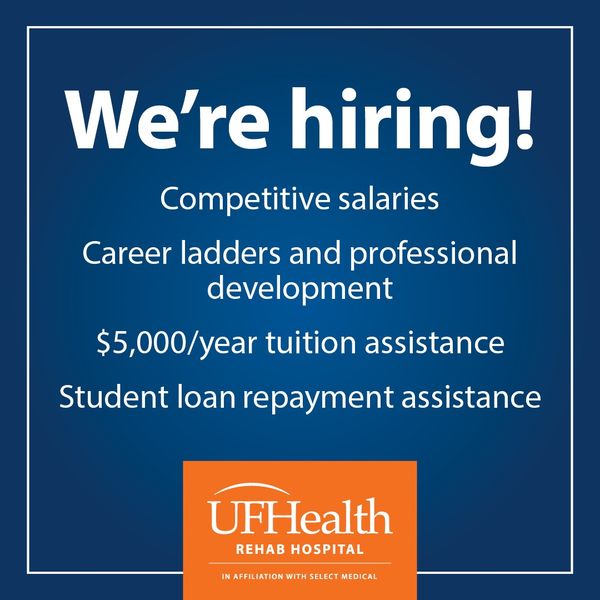 We’re hiring!
Competitive salaries
Career ladders and professional
development
$5,000/year tuition assistance
Student loan repayment assistance
UFHealth
REHAB HOSPITAL
IN AFFILIATION WITH SELECT MEDICAL